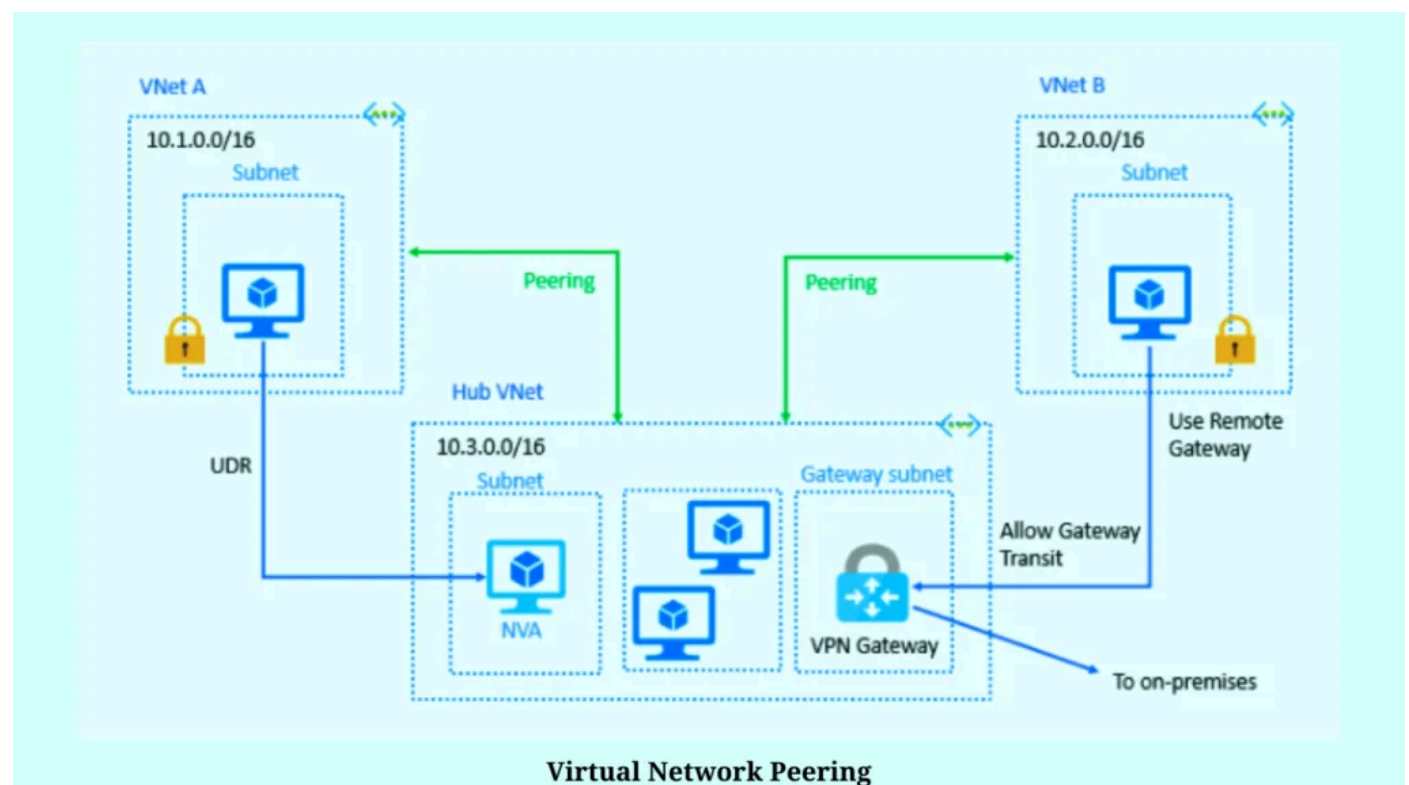 VNet A
10.1.0.0/16
Subnet
VNet B
10.2.0.0/16
Subnet
Peering
Peering
UDR
Hub VNet
10.3.0.0/16
Subnet
NVA
Gateway subnet
VPN Gateway
Use Remote
Gateway
Allow Gateway
Transit
To on-premises
Virtual Network Peering